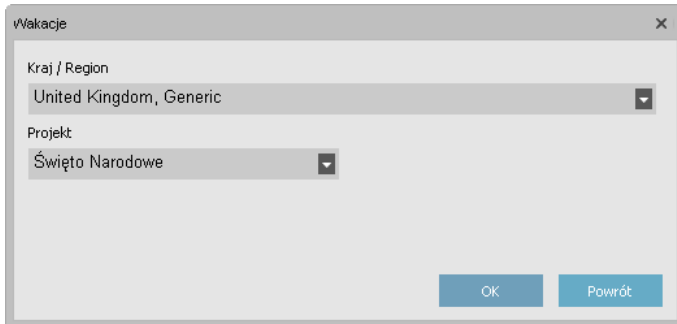 Wakacje
Kraj / Region
United Kingdom, Generic
Projekt
Święto Narodowe
OK
Powrót